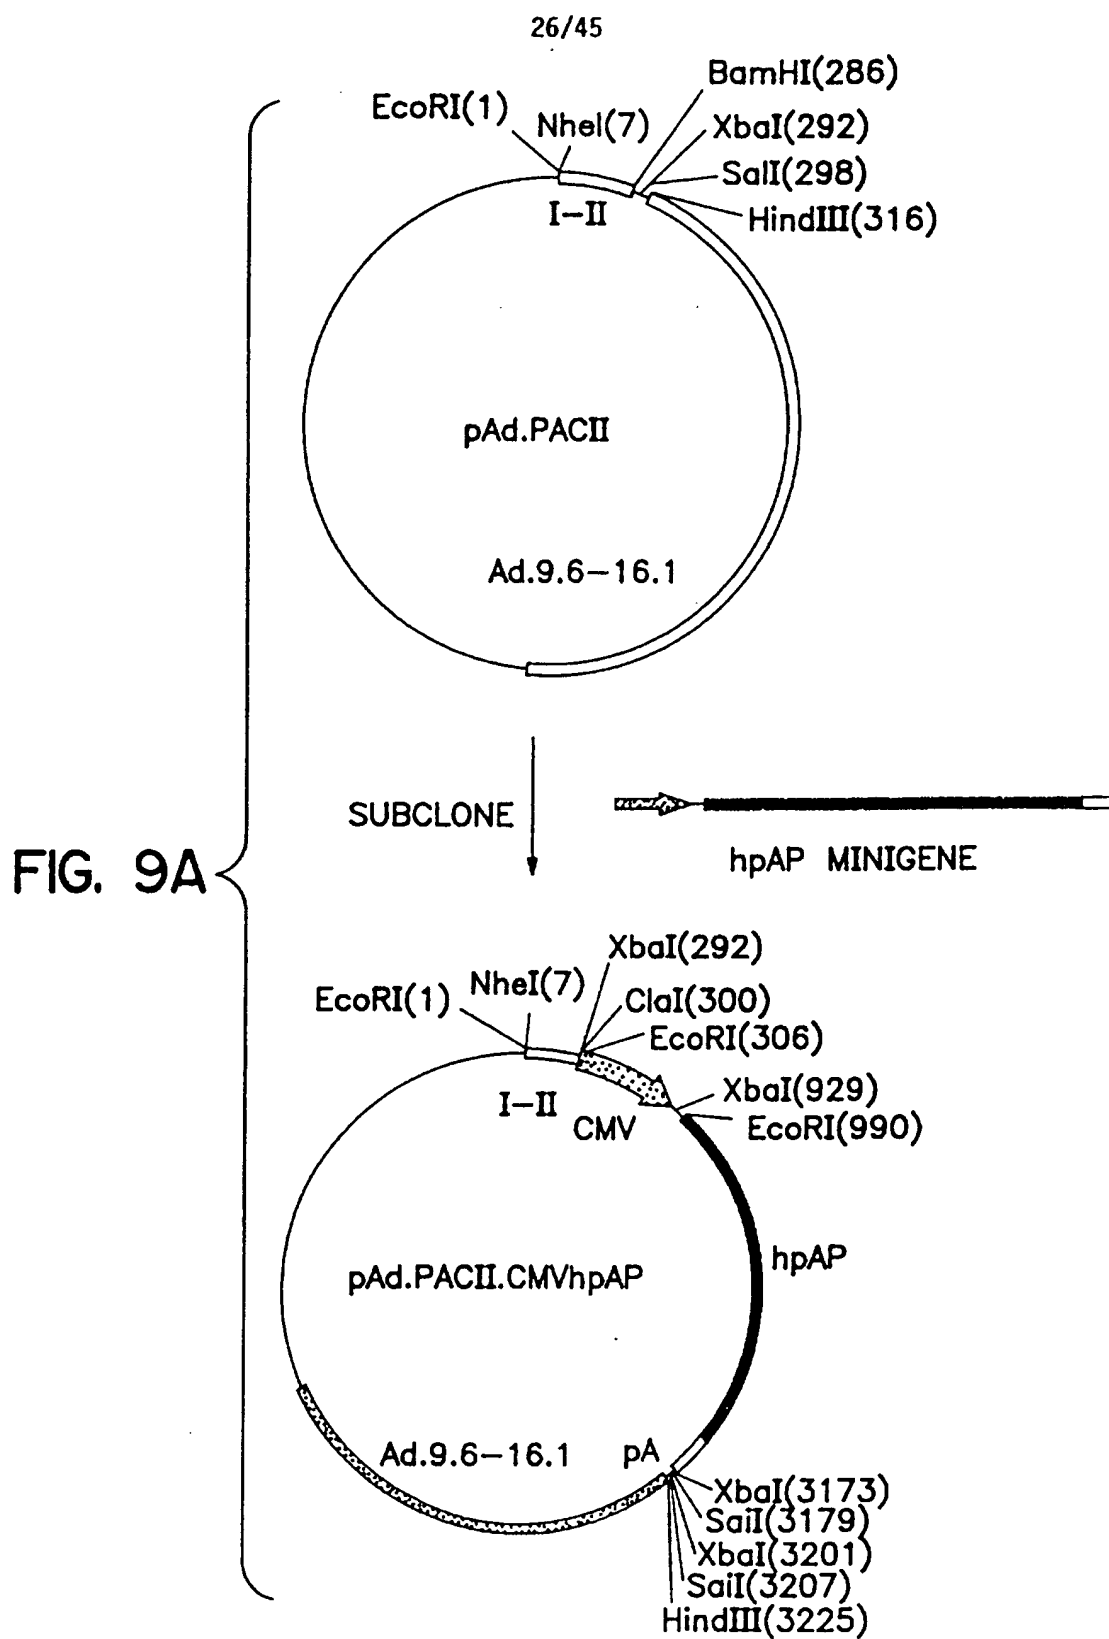 26/45
BamHI(286)
EcoRI(1)
NheI(7)
XbaI(292)
SalI(298)
HindIII(316)
I-II
pAd.PACII
Ad.9.6-16.1
SUBCLONE
hpAP MINIGENE
FIG. 9A
XbaI(292)
NheI(7)
ClaI(300)
EcoRI(1)
EcoRI(306)
XbaI(929)
I-II
CMV
EcoRI(990)
hpAP
pAd.PACII.CMVhpAP
Ad.9.6-16.1
pA
XbaI(3173)
SaiI(3179)
XbaI(3201)
SaiI(3207)
HindIII(3225)